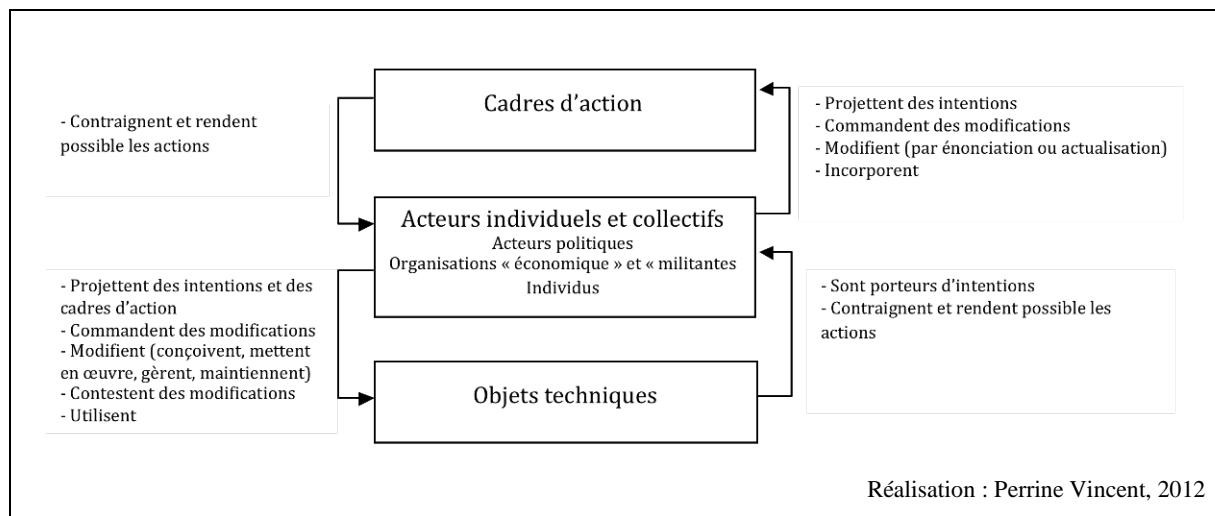 Cadres d'action
- Contraignent et rendent
possible les actions
- Projettent des intentions
- Commandent des modifications
- Modifient (par énonciation ou actualisation)
- Incorporent
Acteurs individuels et collectifs
Acteurs politiques
Organisations « économique » et « militantes
Individus
- Projettent des intentions et des
cadres d'action
- Commandent des modifications
- Modifient (conçoivent, mettent
en œuvre, gèrent, maintiennent)
- Contestent des modifications
- Utilisent
- Sont porteurs d'intentions
- Contraignent et rendent possible les
actions
Objets techniques
Réalisation : Perrine Vincent, 2012